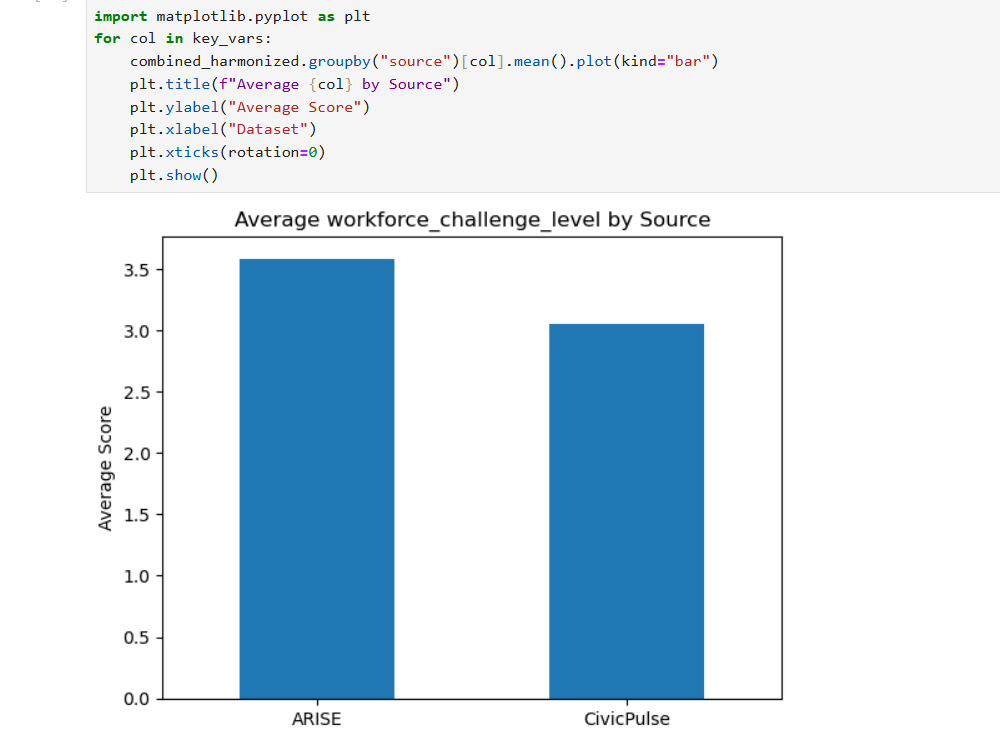 import matplotlib.pyplot as plt
for col in key_vars:
    combined_harmonized.groupby("source")[col].mean().plot(kind="bar")
    plt.title(f"Average {col} by Source")
    plt.ylabel("Average Score")
    plt.xlabel("Dataset")
    plt.xticks(rotation=0)
    plt.show()
Average workforce_challenge_level by Source
3.5
3.0
2.5
2.0
1.5
1.0
0.5
0.0
Average Score
ARISE CivicPulse